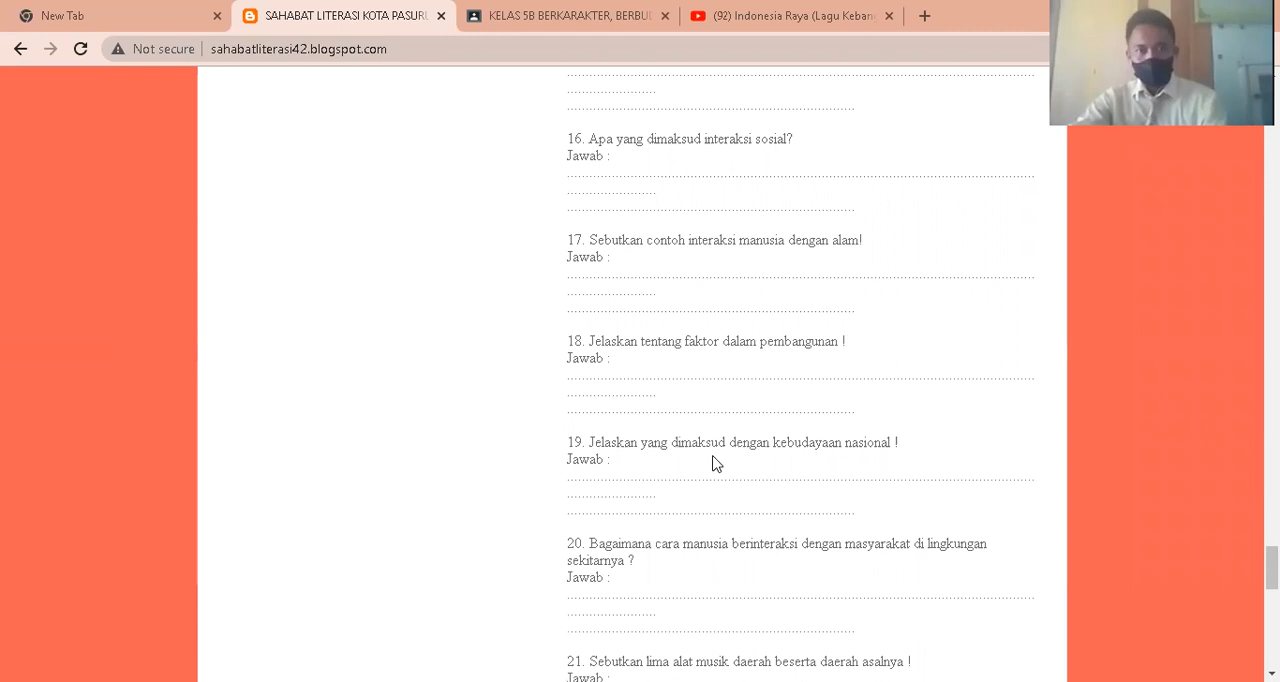 New Tab
SAHABAT LITERASI KOTA PASURU
KELAS 5B BERKARAKTER, BERBUD
(92) Indonesia Raya (Lagu Kebang
Not secure
sahabatliterasi42.blogspot.com
................................................................................................................................
........................
..............................................................................
16. Apa yang dimaksud interaksi sosial?
Jawab :
................................................................................................................................
........................
..............................................................................
17. Sebutkan contoh interaksi manusia dengan alam!
Jawab :
................................................................................................................................
........................
..............................................................................
18. Jelaskan tentang faktor dalam pembangunan !
Jawab :
................................................................................................................................
........................
..............................................................................
19. Jelaskan yang dimaksud dengan kebudayaan nasional !
Jawab :
................................................................................................................................
........................
..............................................................................
20. Bagaimana cara manusia berinteraksi dengan masyarakat di lingkungan
sekitarnya ?
Jawab :
................................................................................................................................
........................
..............................................................................
21. Sebutkan lima alat musik daerah beserta daerah asalnya !
Jawab :